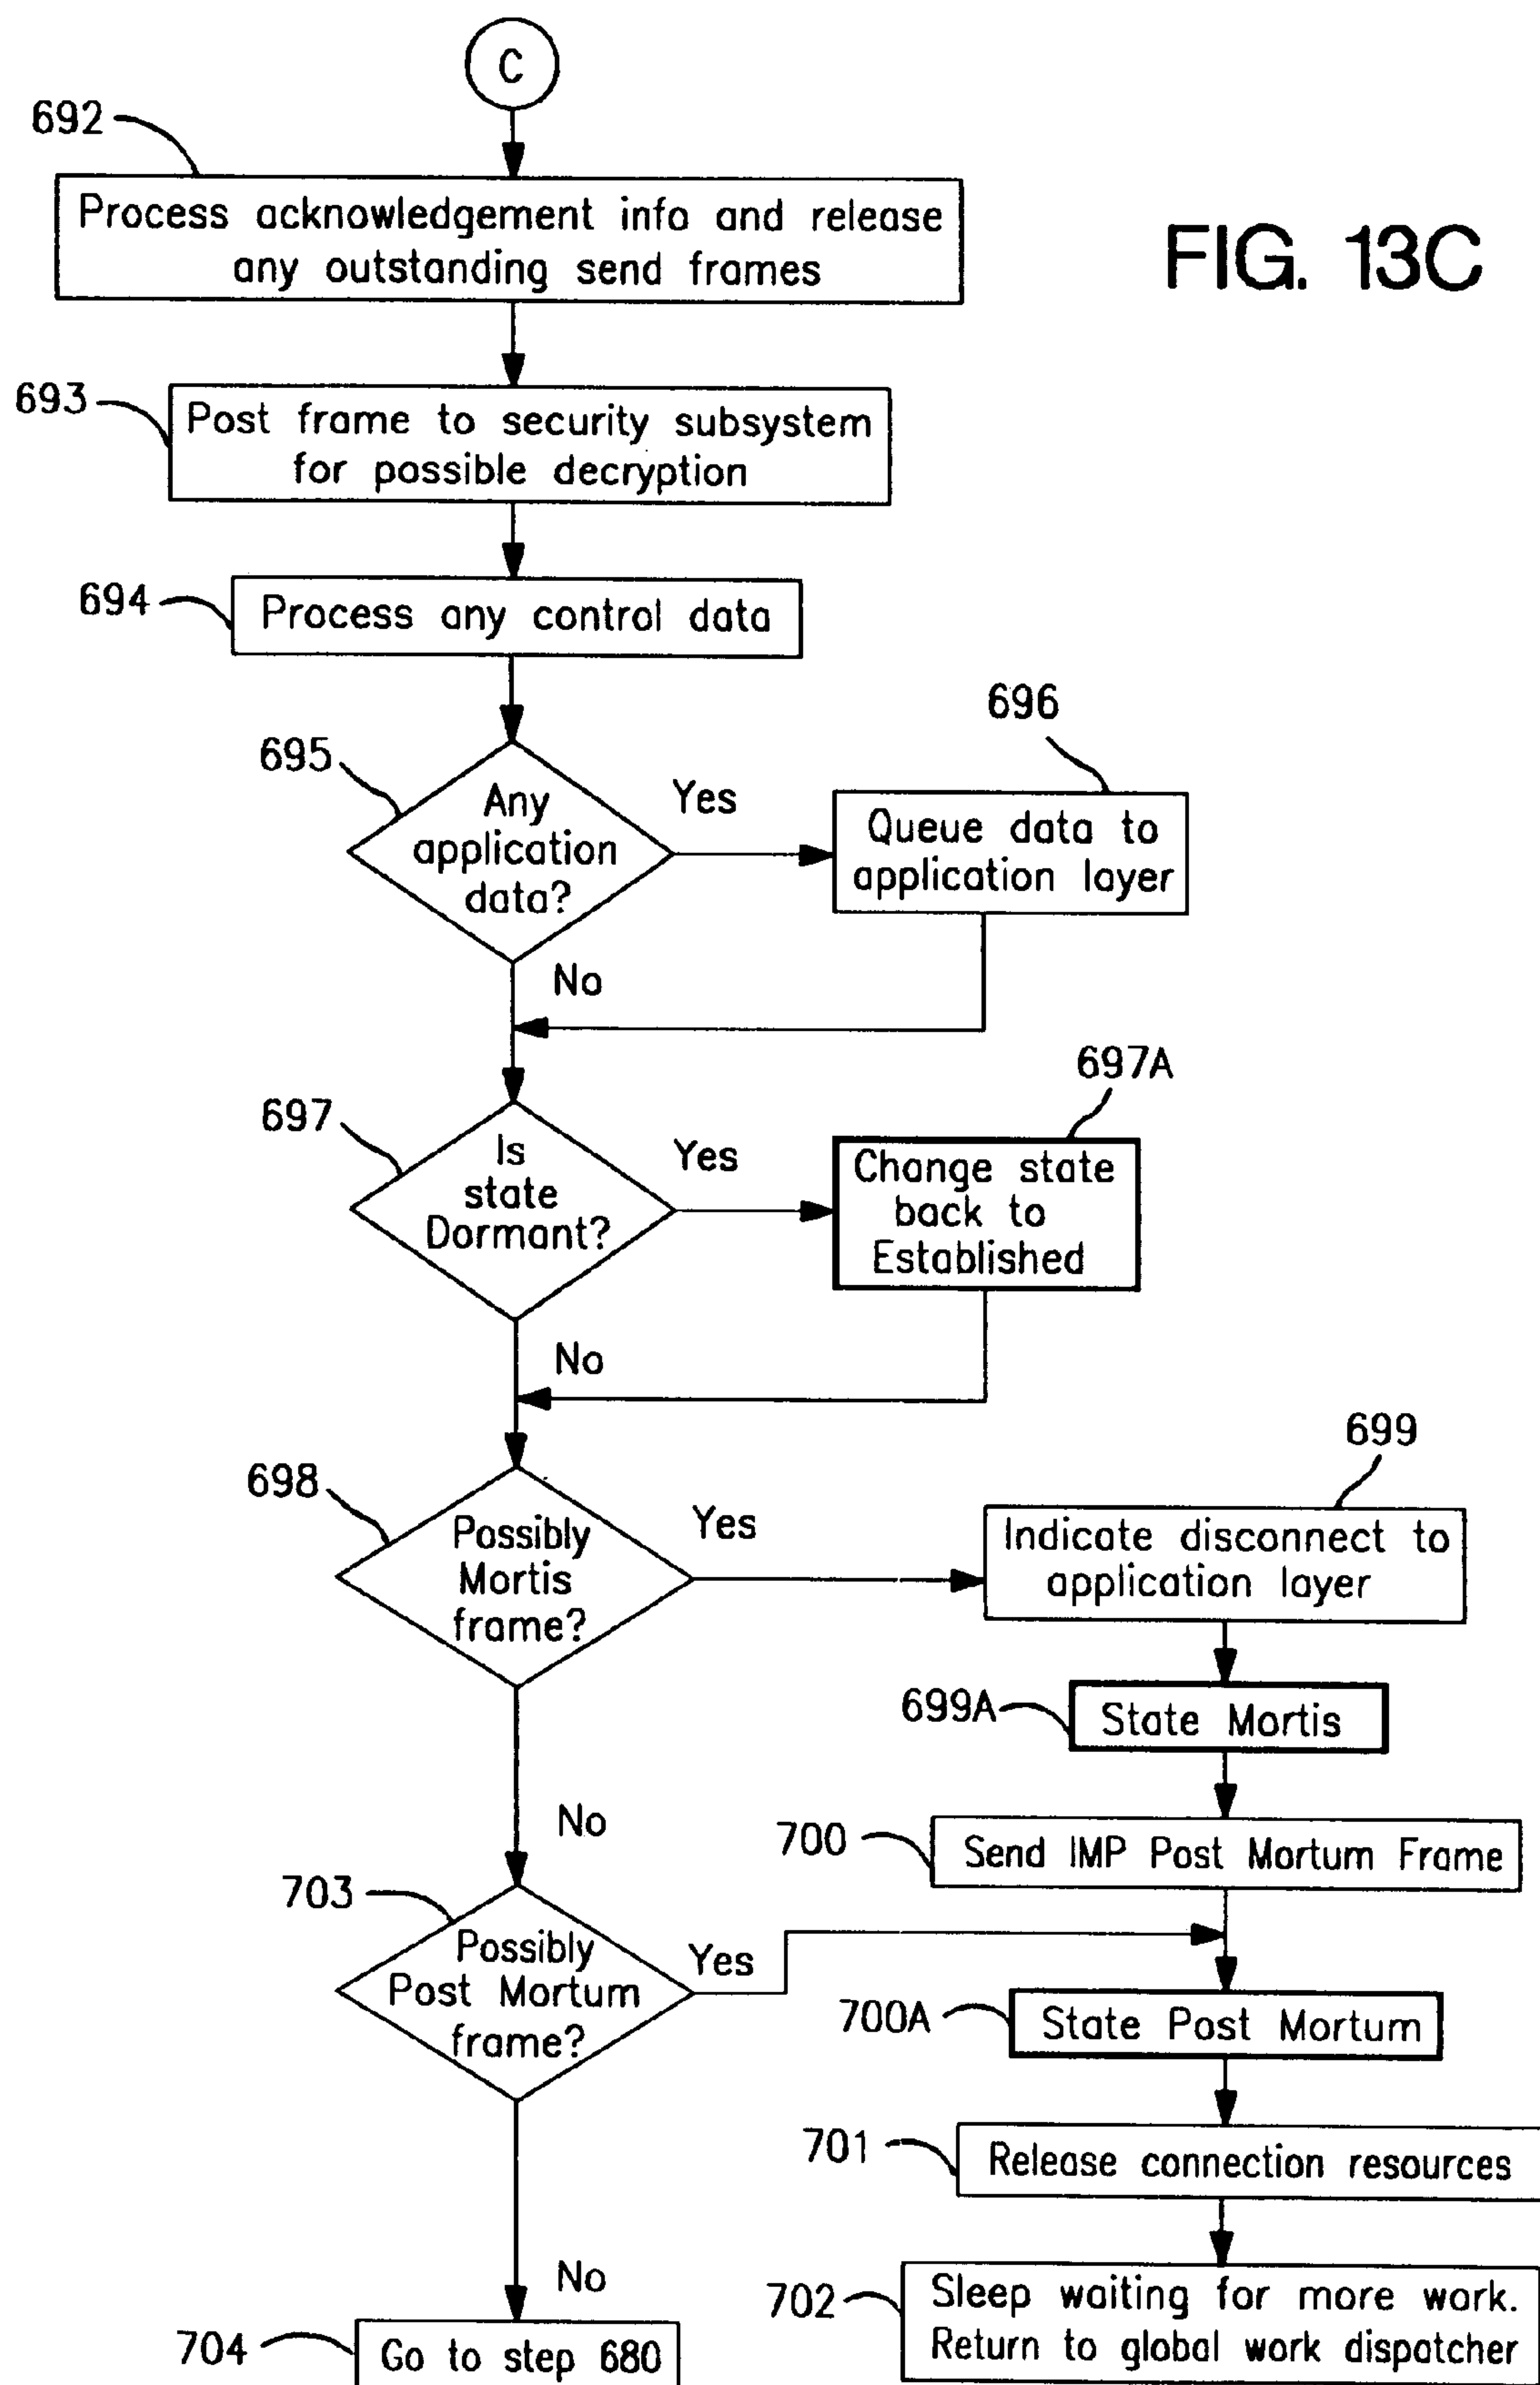 C
692
Process acknowledgement info and release
any outstanding send frames
FIG. 13C
693
Post frame to security subsystem
for possible decryption
694
Process any control data
695
Any
application
data?
Yes
696
Queue data to
application layer
No
697
Is
state
Dormant?
Yes
697A
Change state
back to
Established
No
698
Possibly
Mortis
frame?
Yes
699
Indicate disconnect to
application layer
699A
State Mortis
No
700
Send IMP Post Mortum Frame
703
Possibly
Post Mortum
frame?
Yes
700A
State Post Mortum
701
Release connection resources
No
702
Sleep waiting for more work.
Return to global work dispatcher
704
Go to step 680